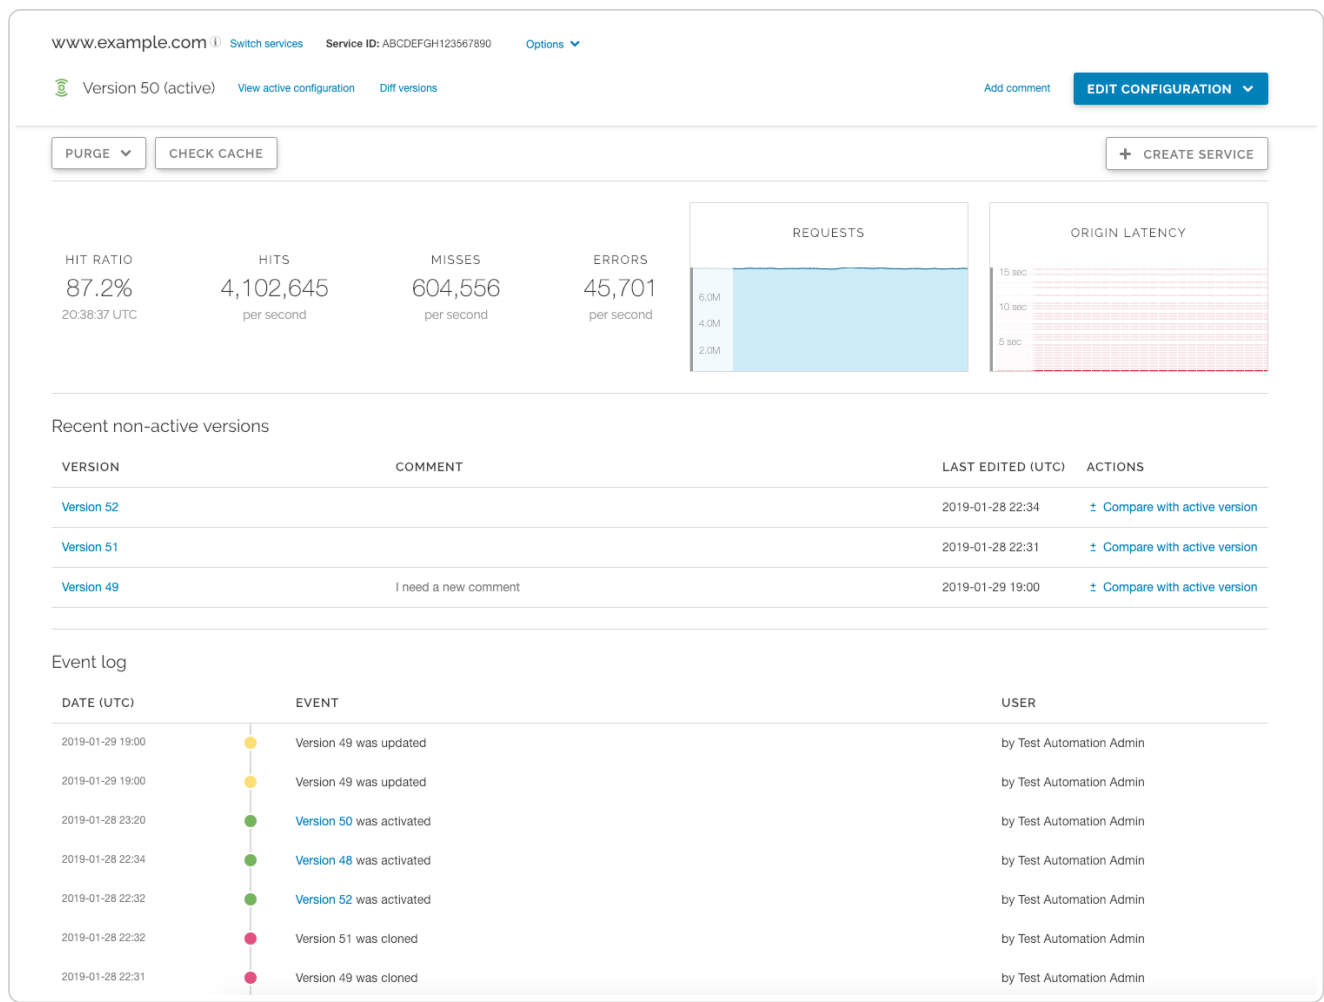 www.example.com Switch services Service ID: ABCDEFGH123567890 Options
Version 50 (active) View active configuration Diff versions Add comment EDIT CONFIGURATION
PURGE CHECK CACHE + CREATE SERVICE
HIT RATIO HITS MISSES ERRORS
87.2% 4,102,645 604,556 45,701
20:38:37 UTC per second per second per second
REQUESTS
6.0M
4.0M
2.0M
ORIGIN LATENCY
15 sec
10 sec
5 sec
Recent non-active versions
VERSION COMMENT LAST EDITED (UTC) ACTIONS
Version 52 2019-01-28 22:34 ± Compare with active version
Version 51 2019-01-28 22:31 ± Compare with active version
Version 49 I need a new comment 2019-01-29 19:00 ± Compare with active version
Event log
DATE (UTC) EVENT USER
2019-01-29 19:00 Version 49 was updated by Test Automation Admin
2019-01-29 19:00 Version 49 was updated by Test Automation Admin
2019-01-28 23:20 Version 50 was activated by Test Automation Admin
2019-01-28 22:34 Version 48 was activated by Test Automation Admin
2019-01-28 22:32 Version 52 was activated by Test Automation Admin
2019-01-28 22:32 Version 51 was cloned by Test Automation Admin
2019-01-28 22:31 Version 49 was cloned by Test Automation Admin